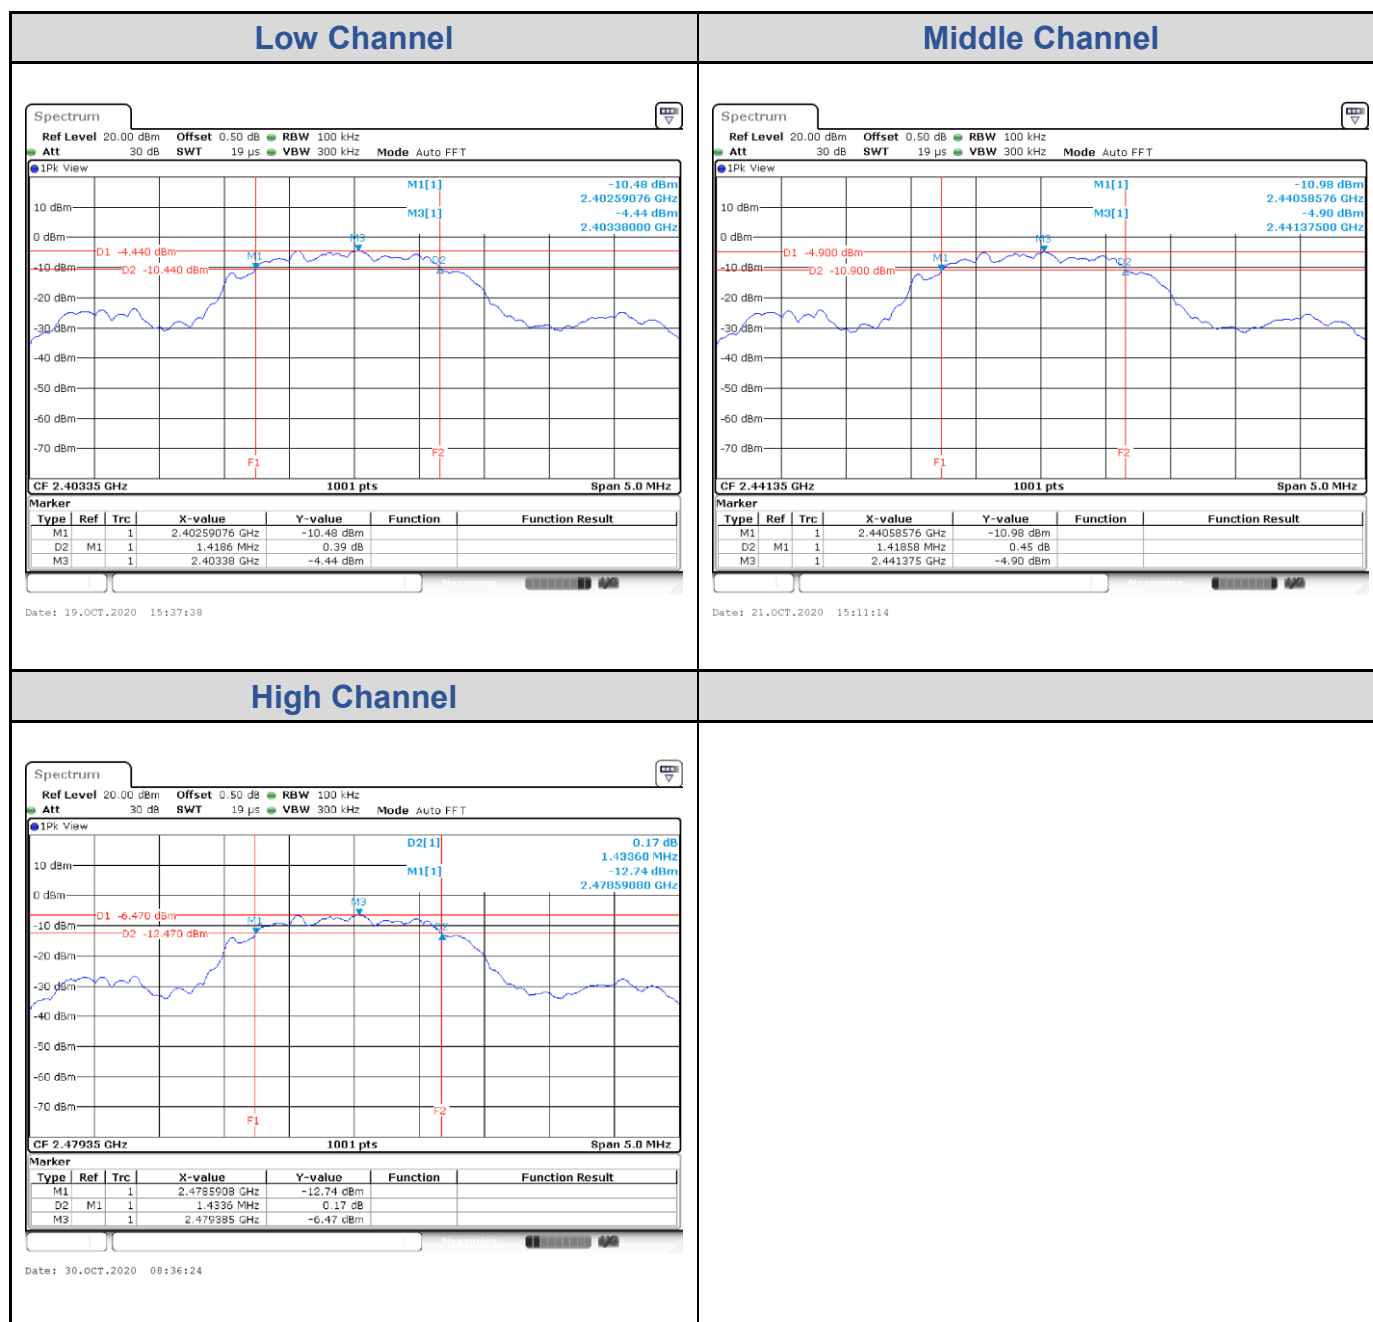 Low Channel
Middle Channel
Spectrum
Ref Level 20.00 dBm Offset 0.50 dB RBW 100 kHz
Att 30 dB SWT 19 µs VBW 300 kHz Mode Auto FFT
1Pk View
M1[1] -10.48 dBm
2.40259076 GHz
M3[1] -4.44 dBm
2.40338000 GHz
10 dBm
0 dBm
M3
D1 -4.440 dBm
M1
D2
D2 -10.440 dBm
-10 dBm
-20 dBm
-30 dBm
-40 dBm
-50 dBm
-60 dBm
-70 dBm
F1
F2
CF 2.40335 GHz 1001 pts Span 5.0 MHz
Marker
Type Ref Trc X-value Y-value Function Function Result
M1 1 2.40259076 GHz -10.48 dBm
D2 M1 1 1.4186 MHz 0.39 dB
M3 1 2.40338 GHz -4.44 dBm
Measuring...
Date: 19.OCT.2020 15:37:38
Spectrum
Ref Level 20.00 dBm Offset 0.50 dB RBW 100 kHz
Att 30 dB SWT 19 µs VBW 300 kHz Mode Auto FFT
1Pk View
M1[1] -10.98 dBm
2.44058576 GHz
M3[1] -4.90 dBm
2.44137500 GHz
10 dBm
0 dBm
M3
D1 -4.900 dBm
M1
D2
D2 -10.900 dBm
-10 dBm
-20 dBm
-30 dBm
-40 dBm
-50 dBm
-60 dBm
-70 dBm
F1
F2
CF 2.44135 GHz 1001 pts Span 5.0 MHz
Marker
Type Ref Trc X-value Y-value Function Function Result
M1 1 2.44058576 GHz -10.98 dBm
D2 M1 1 1.41858 MHz 0.45 dB
M3 1 2.441375 GHz -4.90 dBm
Measuring...
Date: 21.OCT.2020 15:11:14
High Channel
Spectrum
Ref Level 20.00 dBm Offset 0.50 dB RBW 100 kHz
Att 30 dB SWT 19 µs VBW 300 kHz Mode Auto FFT
1Pk View
D2[1] 0.17 dB
1.43360 MHz
M1[1] -12.74 dBm
2.47859080 GHz
10 dBm
0 dBm
M3
D1 -6.470 dBm
M1
D2
D2 -12.470 dBm
-10 dBm
-20 dBm
-30 dBm
-40 dBm
-50 dBm
-60 dBm
-70 dBm
F1
F2
CF 2.47935 GHz 1001 pts Span 5.0 MHz
Marker
Type Ref Trc X-value Y-value Function Function Result
M1 1 2.4785908 GHz -12.74 dBm
D2 M1 1 1.4336 MHz 0.17 dB
M3 1 2.479385 GHz -6.47 dBm
Measuring...
Date: 30.OCT.2020 08:36:24